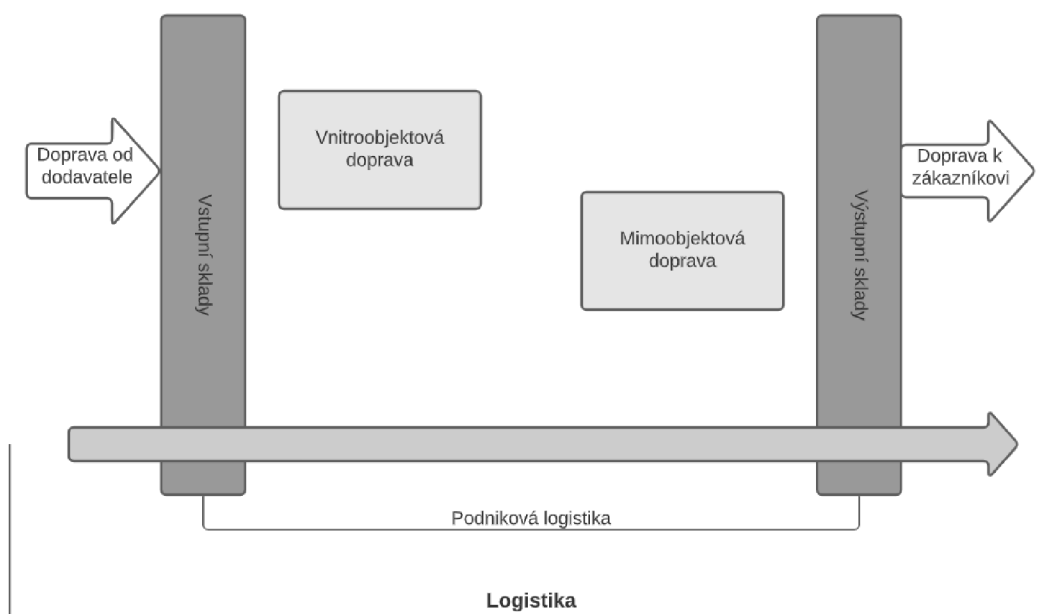 Vnitroobjektová
doprava
Doprava od
dodavatele
Doprava k
zákazníkovi
Vstupní sklady
Mimoobjektová
doprava
Výstupní sklady
Podniková logistika
Logistika